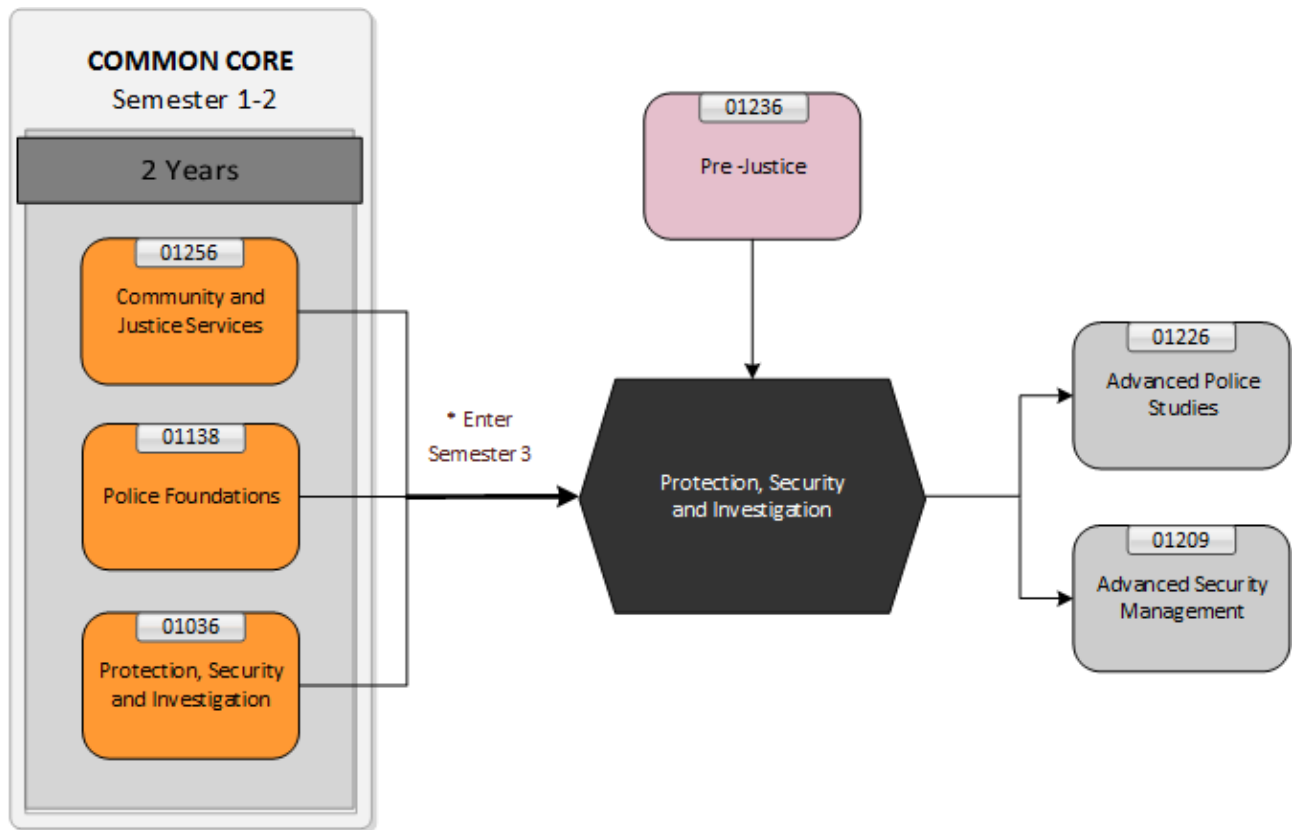 COMMON CORE
Semester 1-2
2 Years
01256
Community and
Justice Services
01138
Police Foundations
01036
Protection, Security
and Investigation
* Enter
Semester 3
01236
Pre -Justice
Protection, Security
and Investigation
01226
Advanced Police
Studies
01209
Advanced Security
Management